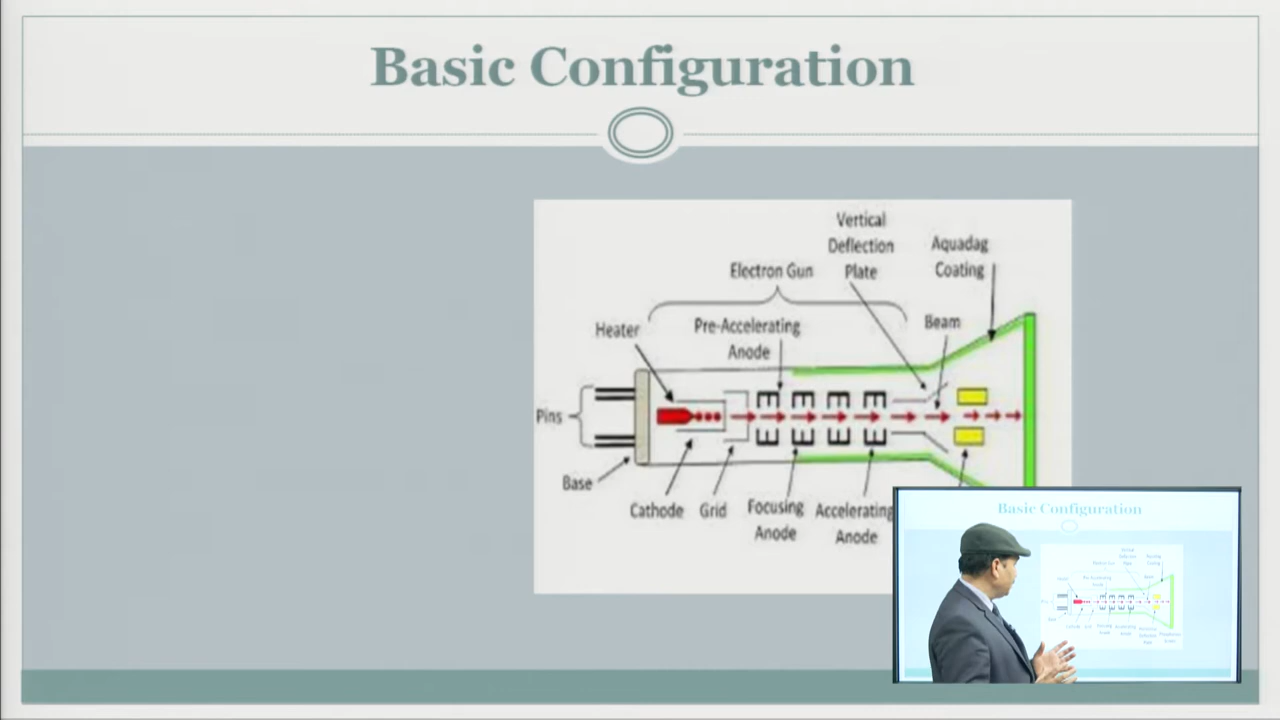 Basic Configuration
Vertical
Deflection
Plate
Aquadag
Coating
Electron Gun
Heater
Pre-Accelerating
Anode
Beam
Pins
Base
Cathode
Grid
Focusing
Anode
Accelerating
Anode
Basic Configuration